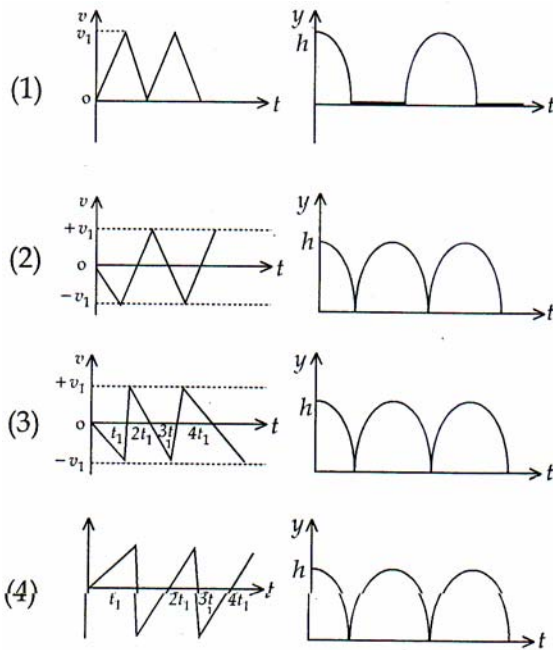 v y
v₁ h
(1)
o t t
v y
+v₁ h
(2) o t
−v₁ t
v y
+v₁ h
(3) o t₁ 2t₁ 3t₁ 4t₁ t
−v₁ t
y
h
(4) t₁ 2t₁ 3t₁ 4t₁ t
t